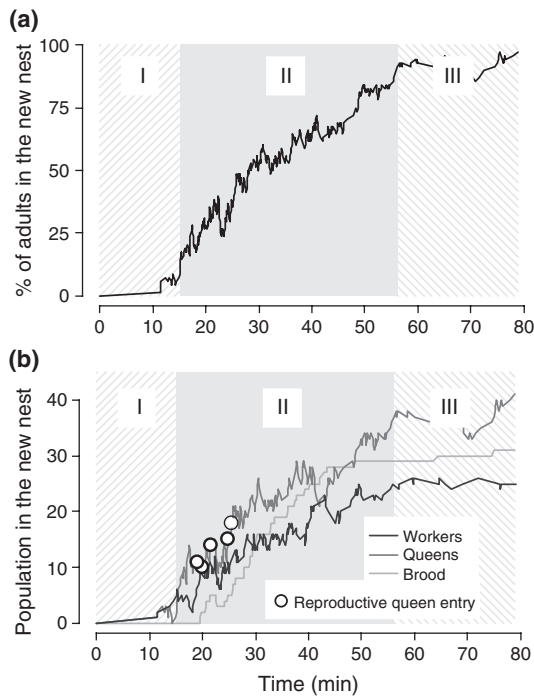 (a)
% of adults in the new nest
100
75
50
25
0
I
II
III
0 10 20 30 40 50 60 70 80
(b)
Population in the new nest
40
30
20
10
0
I
II
III
Workers
Queens
Brood
Reproductive queen entry
0 10 20 30 40 50 60 70 80
Time (min)